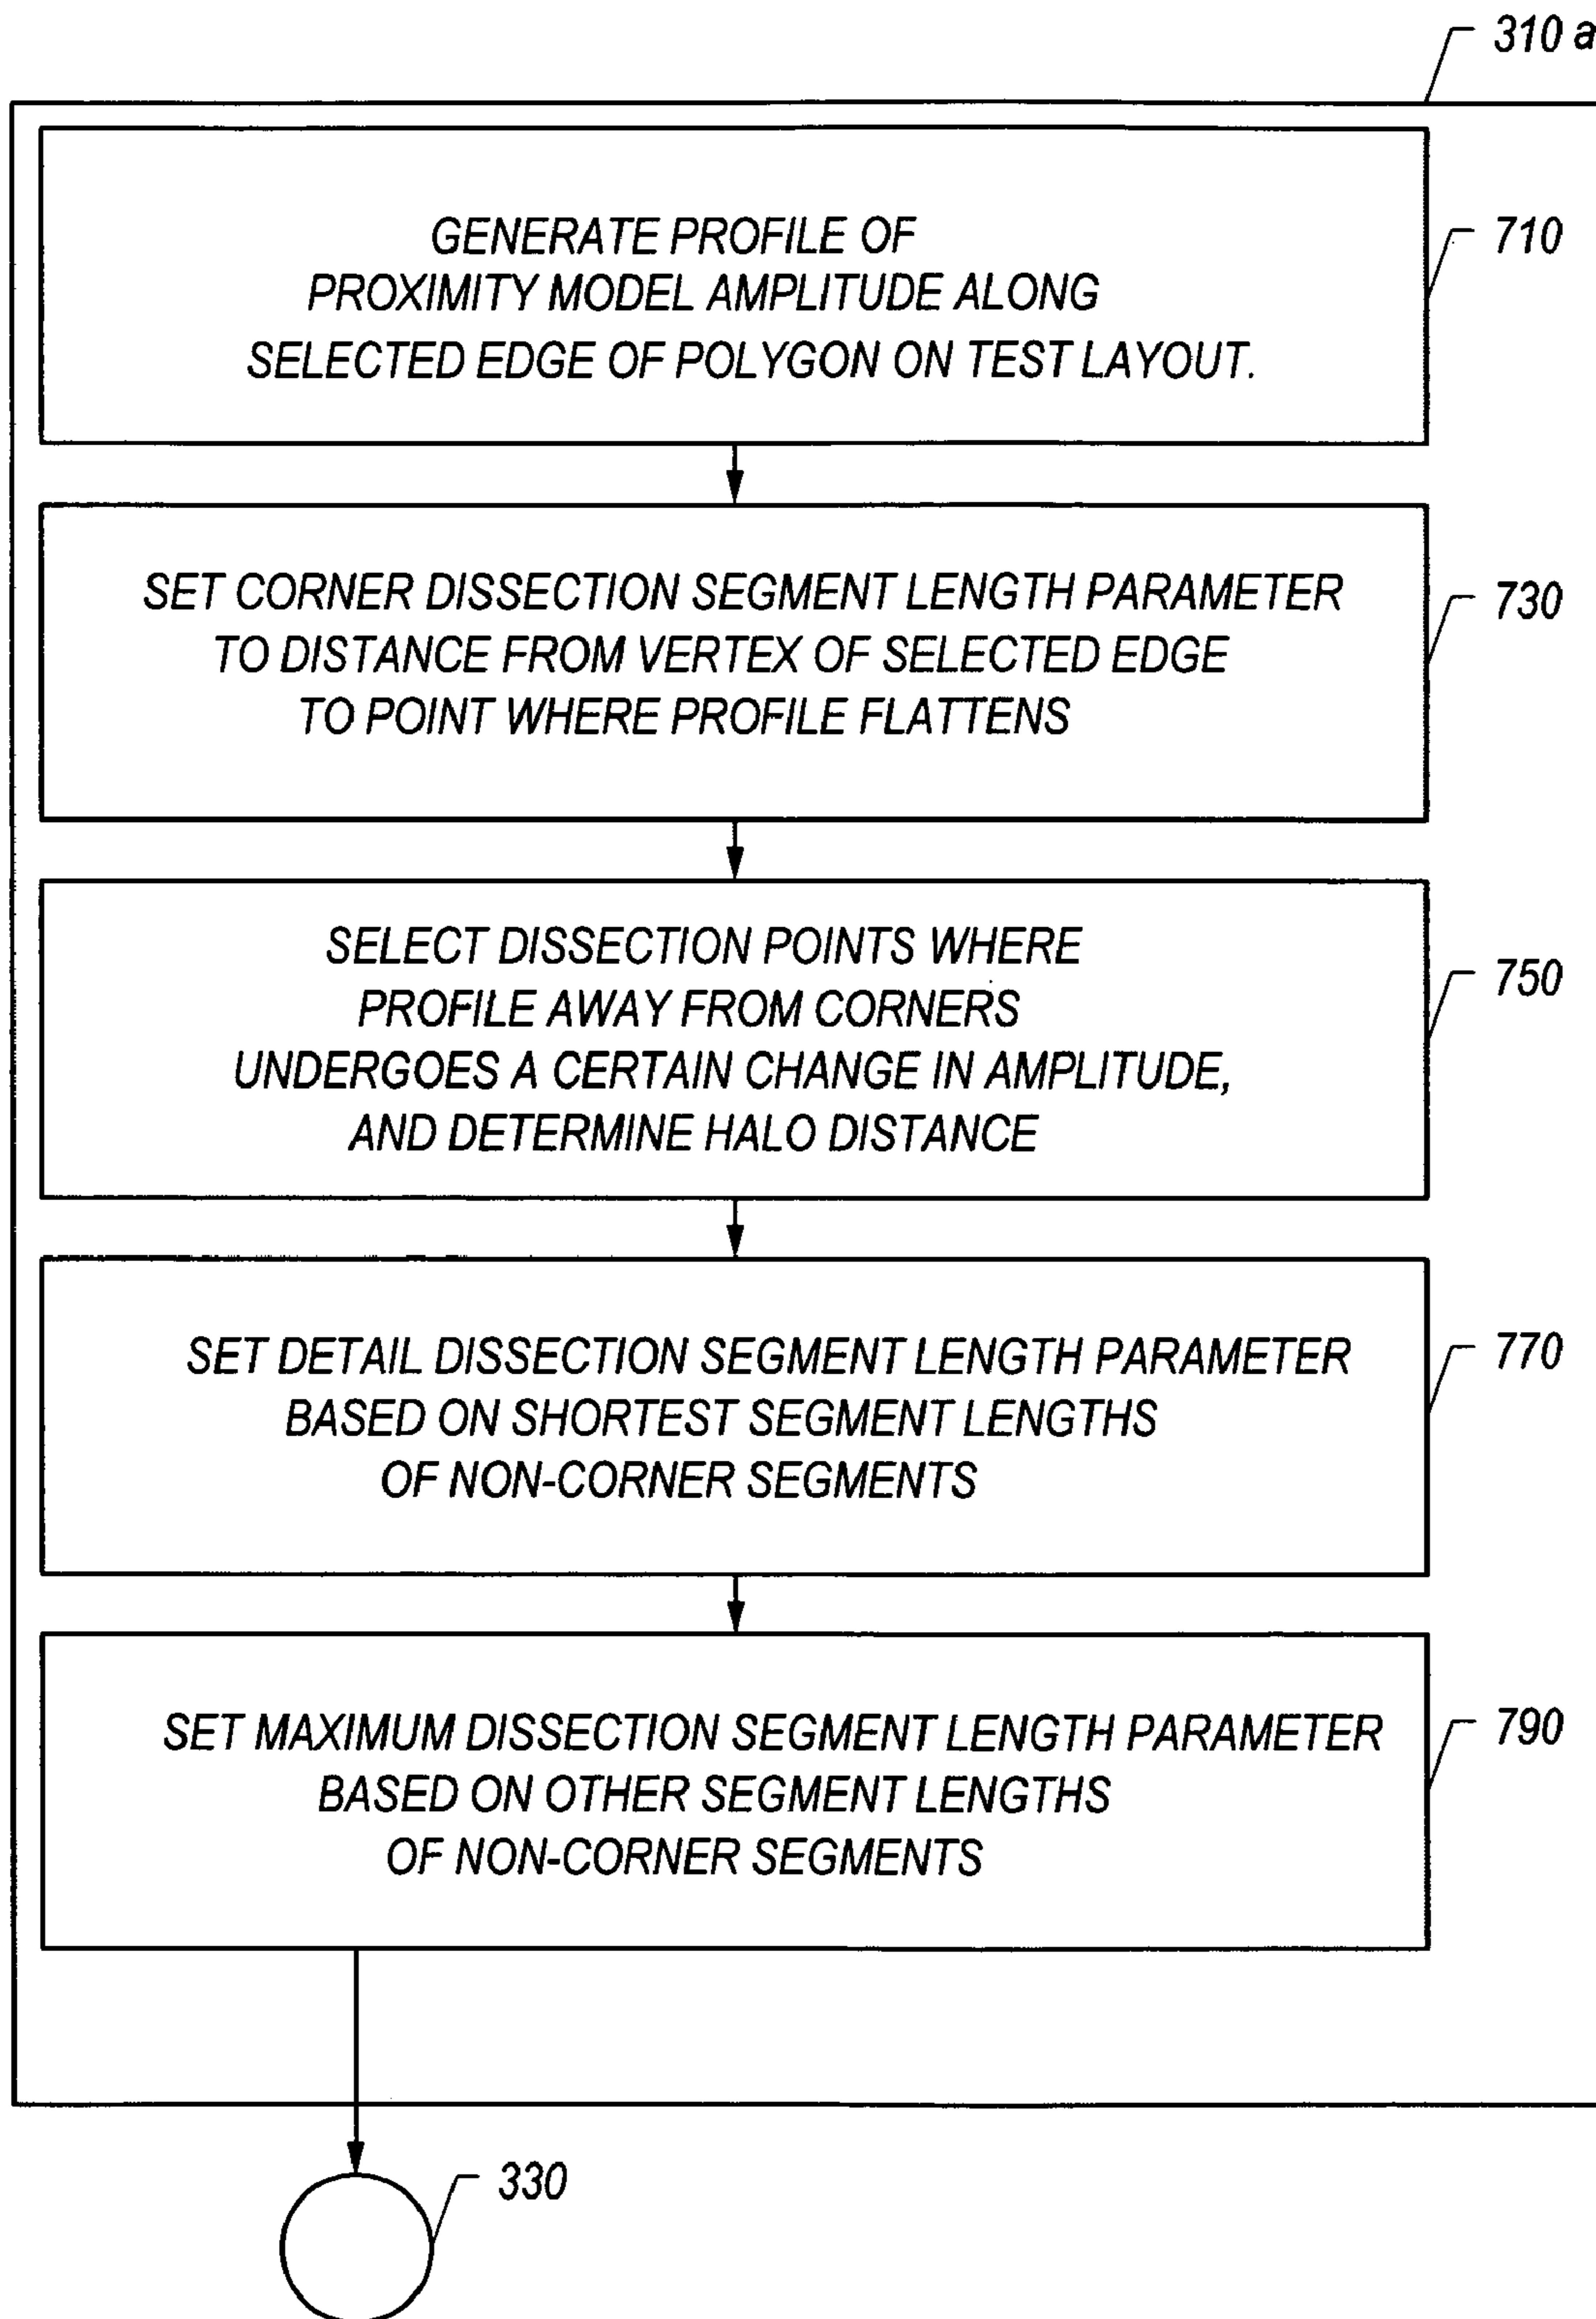 310 a
GENERATE PROFILE OF
PROXIMITY MODEL AMPLITUDE ALONG
SELECTED EDGE OF POLYGON ON TEST LAYOUT.
710
SET CORNER DISSECTION SEGMENT LENGTH PARAMETER
TO DISTANCE FROM VERTEX OF SELECTED EDGE
TO POINT WHERE PROFILE FLATTENS
730
SELECT DISSECTION POINTS WHERE
PROFILE AWAY FROM CORNERS
UNDERGOES A CERTAIN CHANGE IN AMPLITUDE,
AND DETERMINE HALO DISTANCE
750
SET DETAIL DISSECTION SEGMENT LENGTH PARAMETER
BASED ON SHORTEST SEGMENT LENGTHS
OF NON-CORNER SEGMENTS
770
SET MAXIMUM DISSECTION SEGMENT LENGTH PARAMETER
BASED ON OTHER SEGMENT LENGTHS
OF NON-CORNER SEGMENTS
790
330